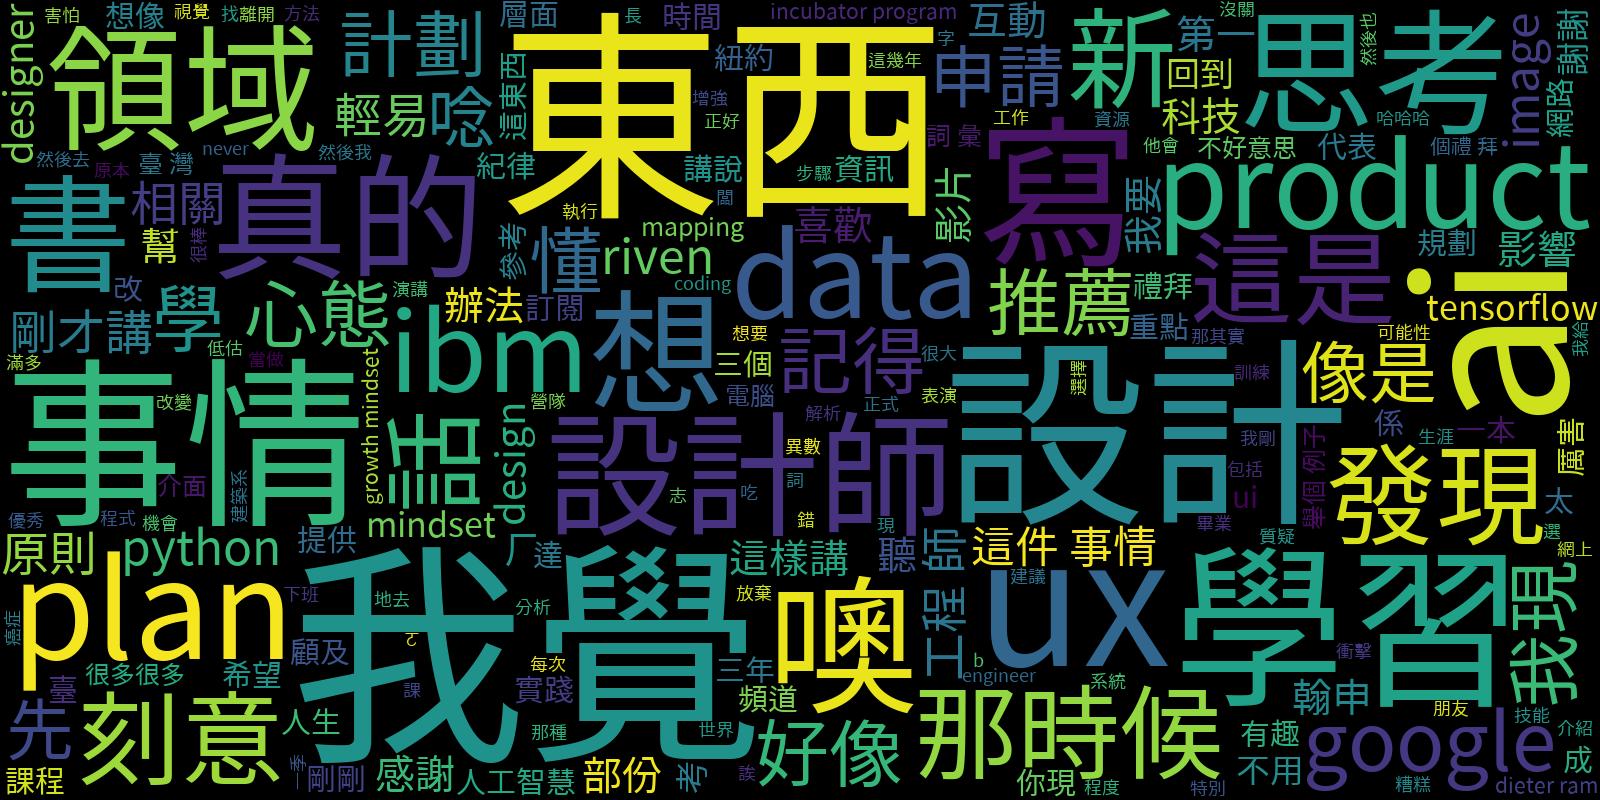 害怕
想像
視覺
找離開
方法
層面
長
時間
incubator program
互動
沒關
designer
領域
計劃
東西
紐約
這幾年
字
申請
新
第一
思考
然後也
image
謝謝
網路
輕易
唸
這東西
增強
正好
回到
科技
工作
資源
哈哈哈
然後去
臺灣
never
然後我
原本
紀律
講說
步驟
資訊
詞彙
寫
他會
不好意思
代表
個禮拜
書
相關
真的
幫
很棒
執行
闆
mapping
喜歡
影片
我要
product
參考
懂
riven
data
推薦
禮拜
這是
規劃
影響
改
剛才講
學
心態
演講
辦法
訂閱
coding
ai
tensorflow
低估
當做
ibm
想
想要
三個
記得
很大
重點
那其實
可能性
我給
滿多
事情
改變
growth mindset
話
營隊
design
電腦
表演
正式
解析
設計師
異數
設計
選擇
訓練
像是
我剛
舉個例子
係
生涯
一本
厲害
介面
建築系
包括
ui
發現
太
優秀
程式
機會
mindset
志
吃
詞
錯
現
畢業
質疑
選
網上
原則
python
提供
達
這樣講
聽
工程師
這件事情
建議
plan
下班
地去
我覺
分析
放棄
噢
ux
學習
我現
癌症
顧及
ㄛ
課
每次
實踐
三年
b
engineer
衝擊
很多很多
希望
臺
頻道
系統
翰申
朋友
技能
先
刻意
人生
那種
世界
好像
那時候
有趣
google
介紹
課程
一季
剛剛
感謝
人工智慧
部份
考
誒
你現
程度
特別
不用
糟糕
成
dieter ram